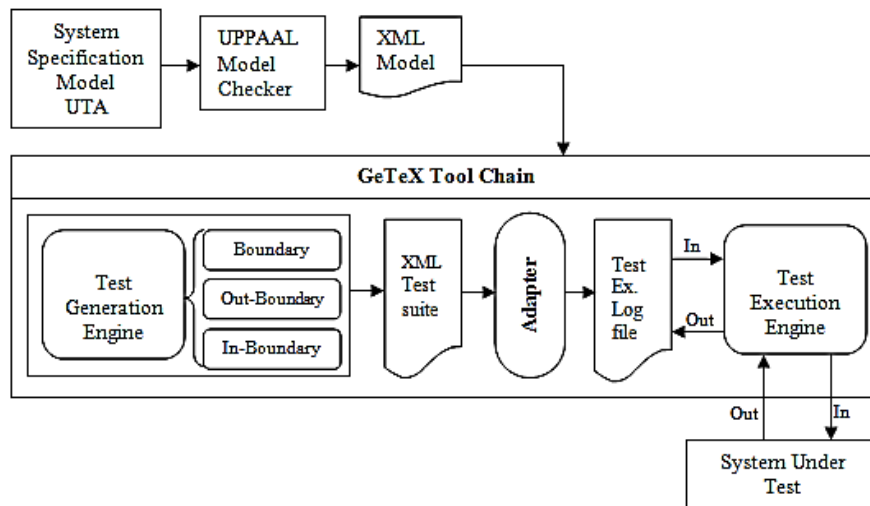 System
Specification
Model
UTA
UPPAAL
Model
Checker
XML
Model
GeTeX Tool Chain
Test
Generation
Engine
Boundary
Out-Boundary
In-Boundary
XML
Test
suite
Adapter
Test
Ex.
Log
file
In
Out
Test
Execution
Engine
Out
In
System Under
Test